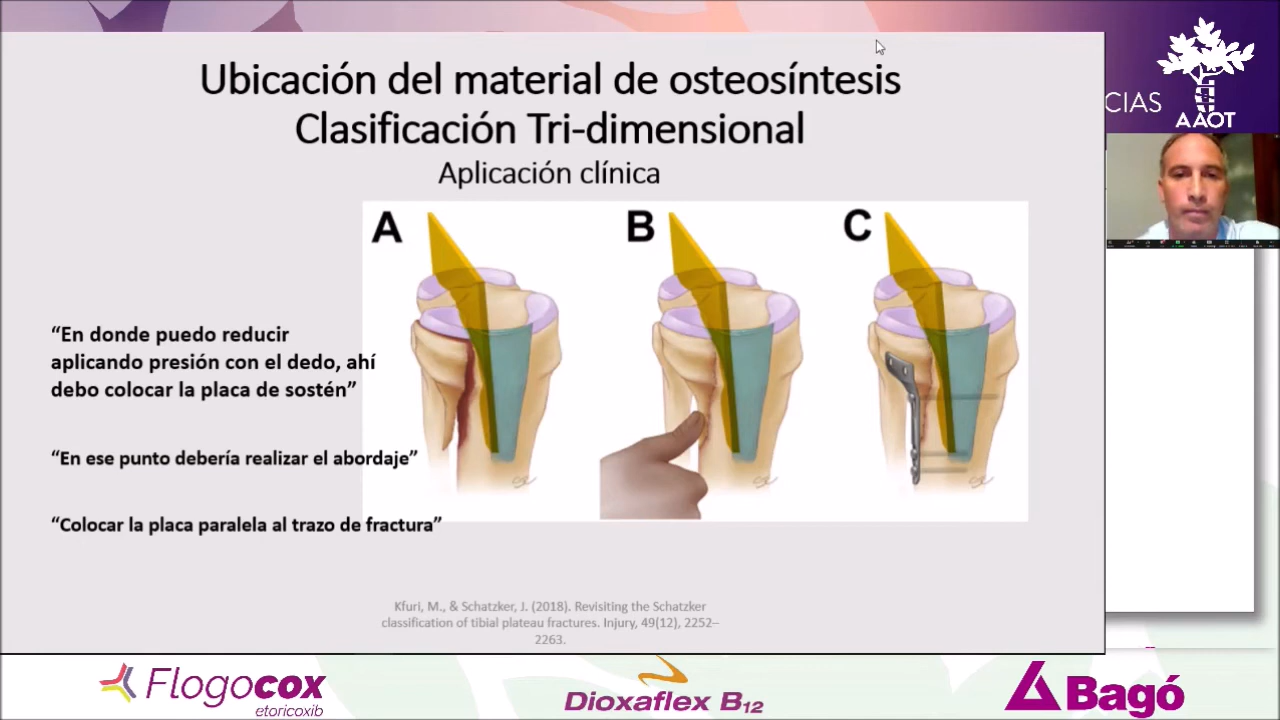 Ubicación del material de osteosíntesis
Clasificación Tri-dimensional
Aplicación clínica
CIAS
AAOT
A
B
C
“En donde puedo reducir
aplicando presión con el dedo, ahí
debo colocar la placa de sostén”
“En ese punto debería realizar el abordaje”
“Colocar la placa paralela al trazo de fractura”
Kfuri, M., & Schatzker, J. (2018). Revisiting the Schatzker
classification of tibial plateau fractures. Injury, 49(12), 2252–
2263.
Flogocox
etoricoxib
Dioxaflex B12
Bagó